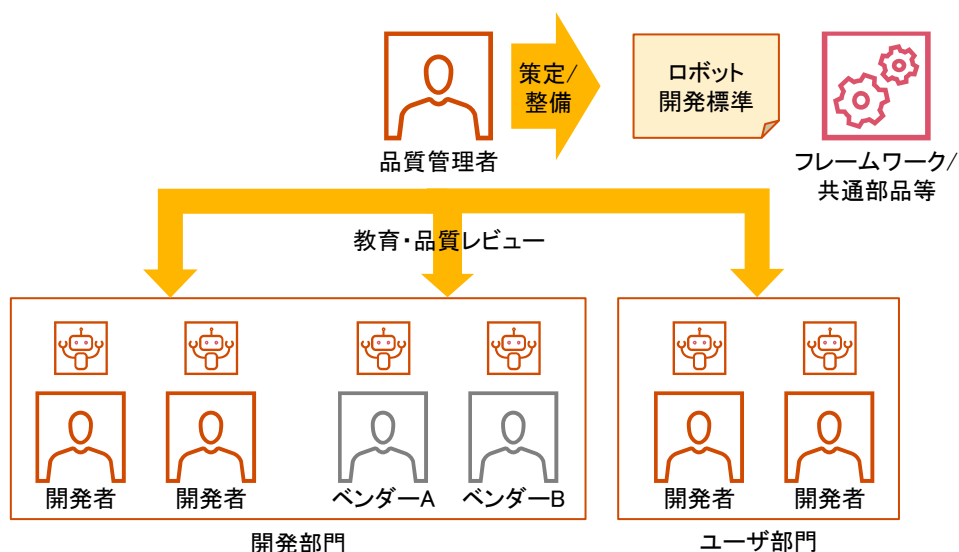 策定/
整備
ロボット
開発標準
品質管理者
フレームワーク/
共通部品等
教育・品質レビュー
開発者
開発者
ベンダーA
ベンダーB
開発者
開発者
開発部門
ユーザ部門